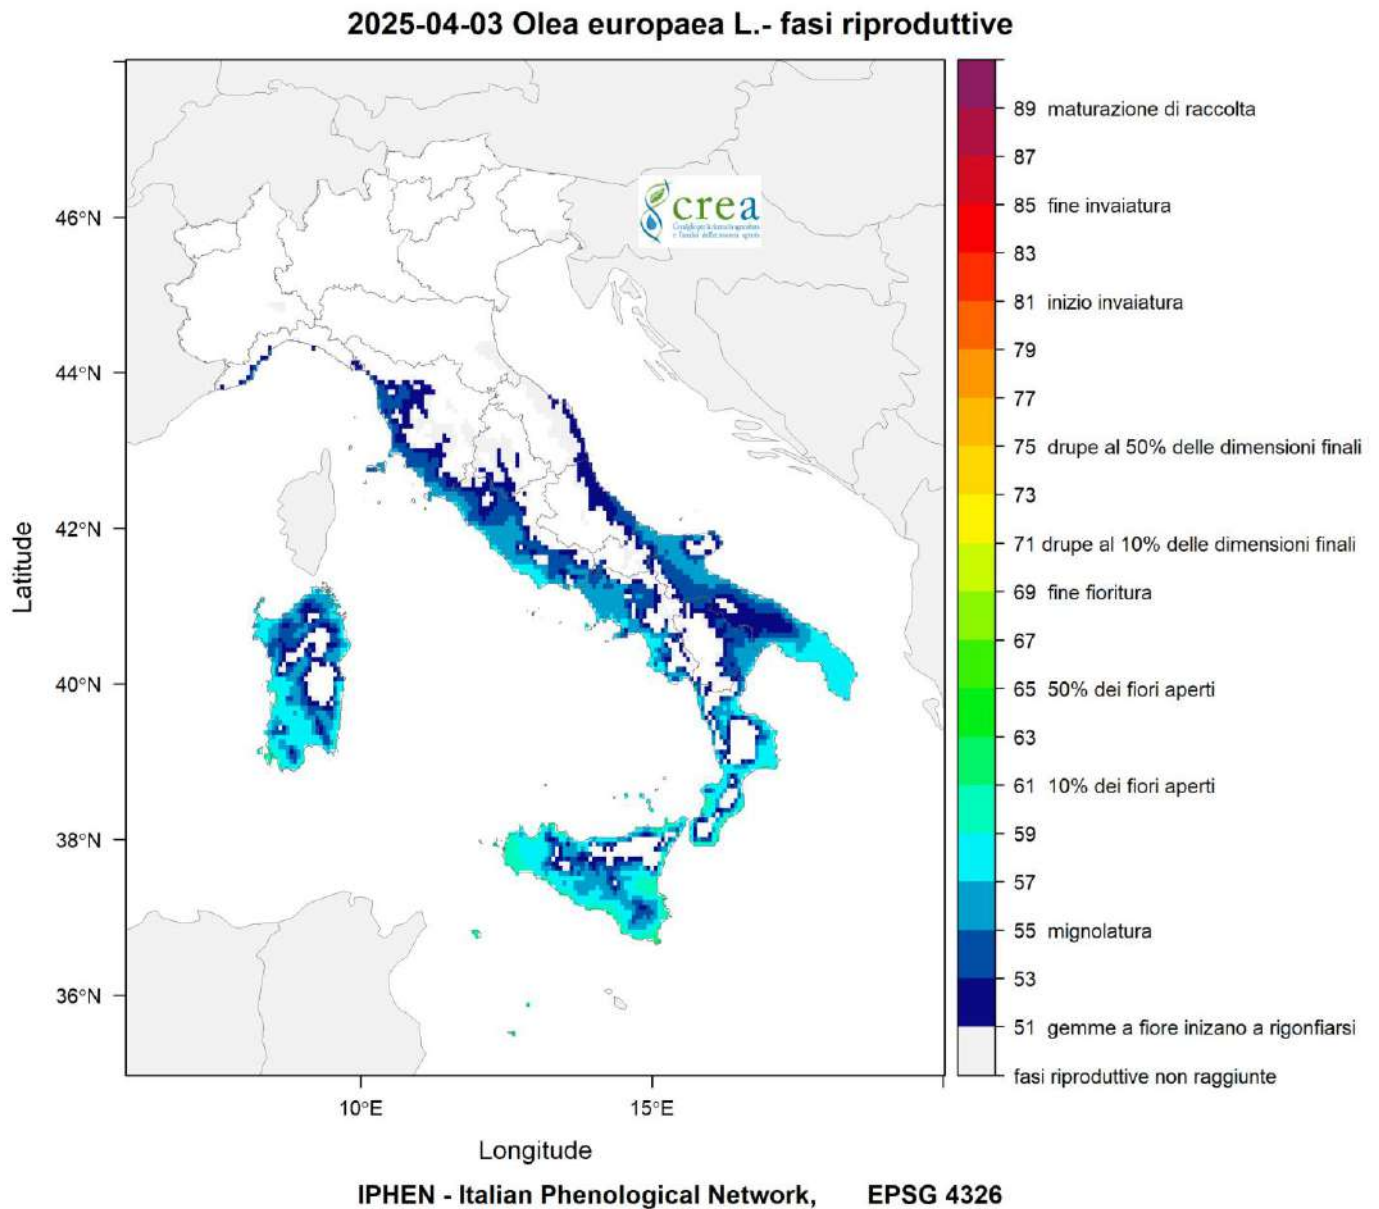 2025-04-03 Olea europaea L.- fasi riproduttive
89 maturazione di raccolta
87
85 fine invaiatura
83
81 inizio invaiatura
79
77
75 drupe al 50% delle dimensioni finali
73
71 drupe al 10% delle dimensioni finali
69 fine fioritura
67
65 50% dei fiori aperti
63
61 10% dei fiori aperti
59
57
55 mignolatura
53
51 gemme a fiore inizano a rigonfiarsi
fasi riproduttive non raggiunte
crea
46°N
44°N
42°N
40°N
38°N
36°N
Latitude
10°E
15°E
Longitude
IPHEN - Italian Phenological Network, EPSG 4326